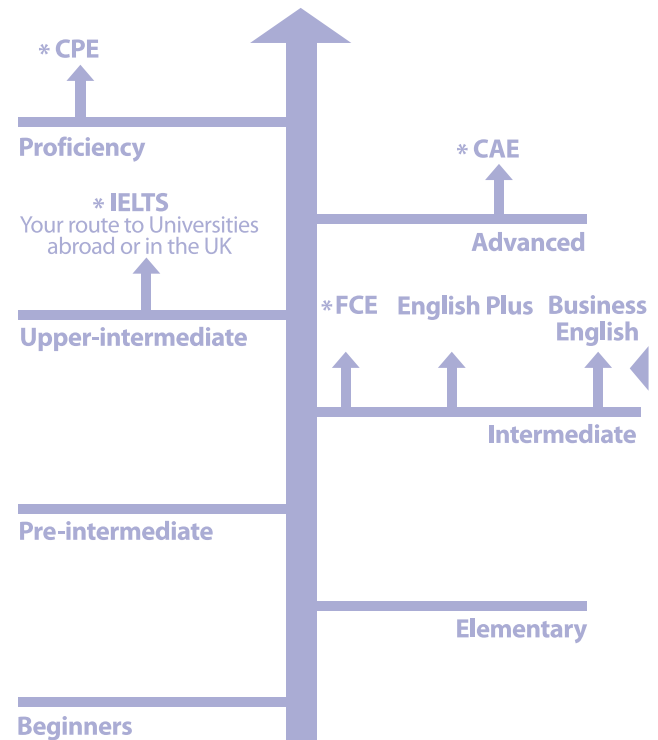 * CPE
Proficiency
* CAE
* IELTS
Your route to Universities
abroad or in the UK
Advanced
* FCE
English Plus
Business
English
Upper-intermediate
Intermediate
Pre-intermediate
Elementary
Beginners